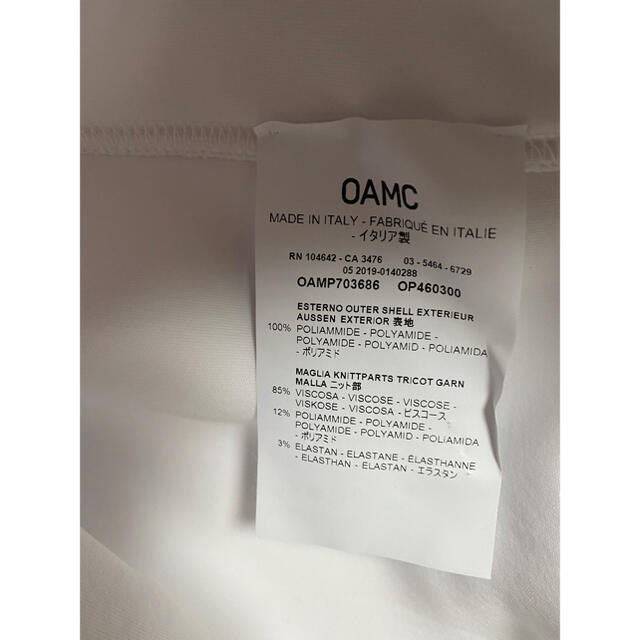 OAMC
MADE IN ITALY - FABRIQUÉ EN ITALIE
- イタリア製
RN 104642 - CA 3476 03 - 5464 - 6729
05 2019-0140288
OAMP703686 OP460300
ESTERNO OUTER SHELL EXTERIEUR
AUSSEN EXTERIOR 表地
100% POLIAMMIDE - POLYAMIDE -
POLYAMIDE - POLYAMID - POLIAMIDA
- ポリアミド
MAGLIA KNITTPARTS TRICOT GARN
MALLA ニット部
85% VISCOSA - VISCOSE - VISCOSE -
VISKOSE - VISCOSA - ビスコース
12% POLIAMMIDE - POLYAMIDE -
POLYAMIDE - POLYAMID - POLIAMIDA
- ポリアミド
3% ELASTAN - ELASTANE - ÉLASTHANNE
- ELASTHAN - ELASTAN - エラスタン